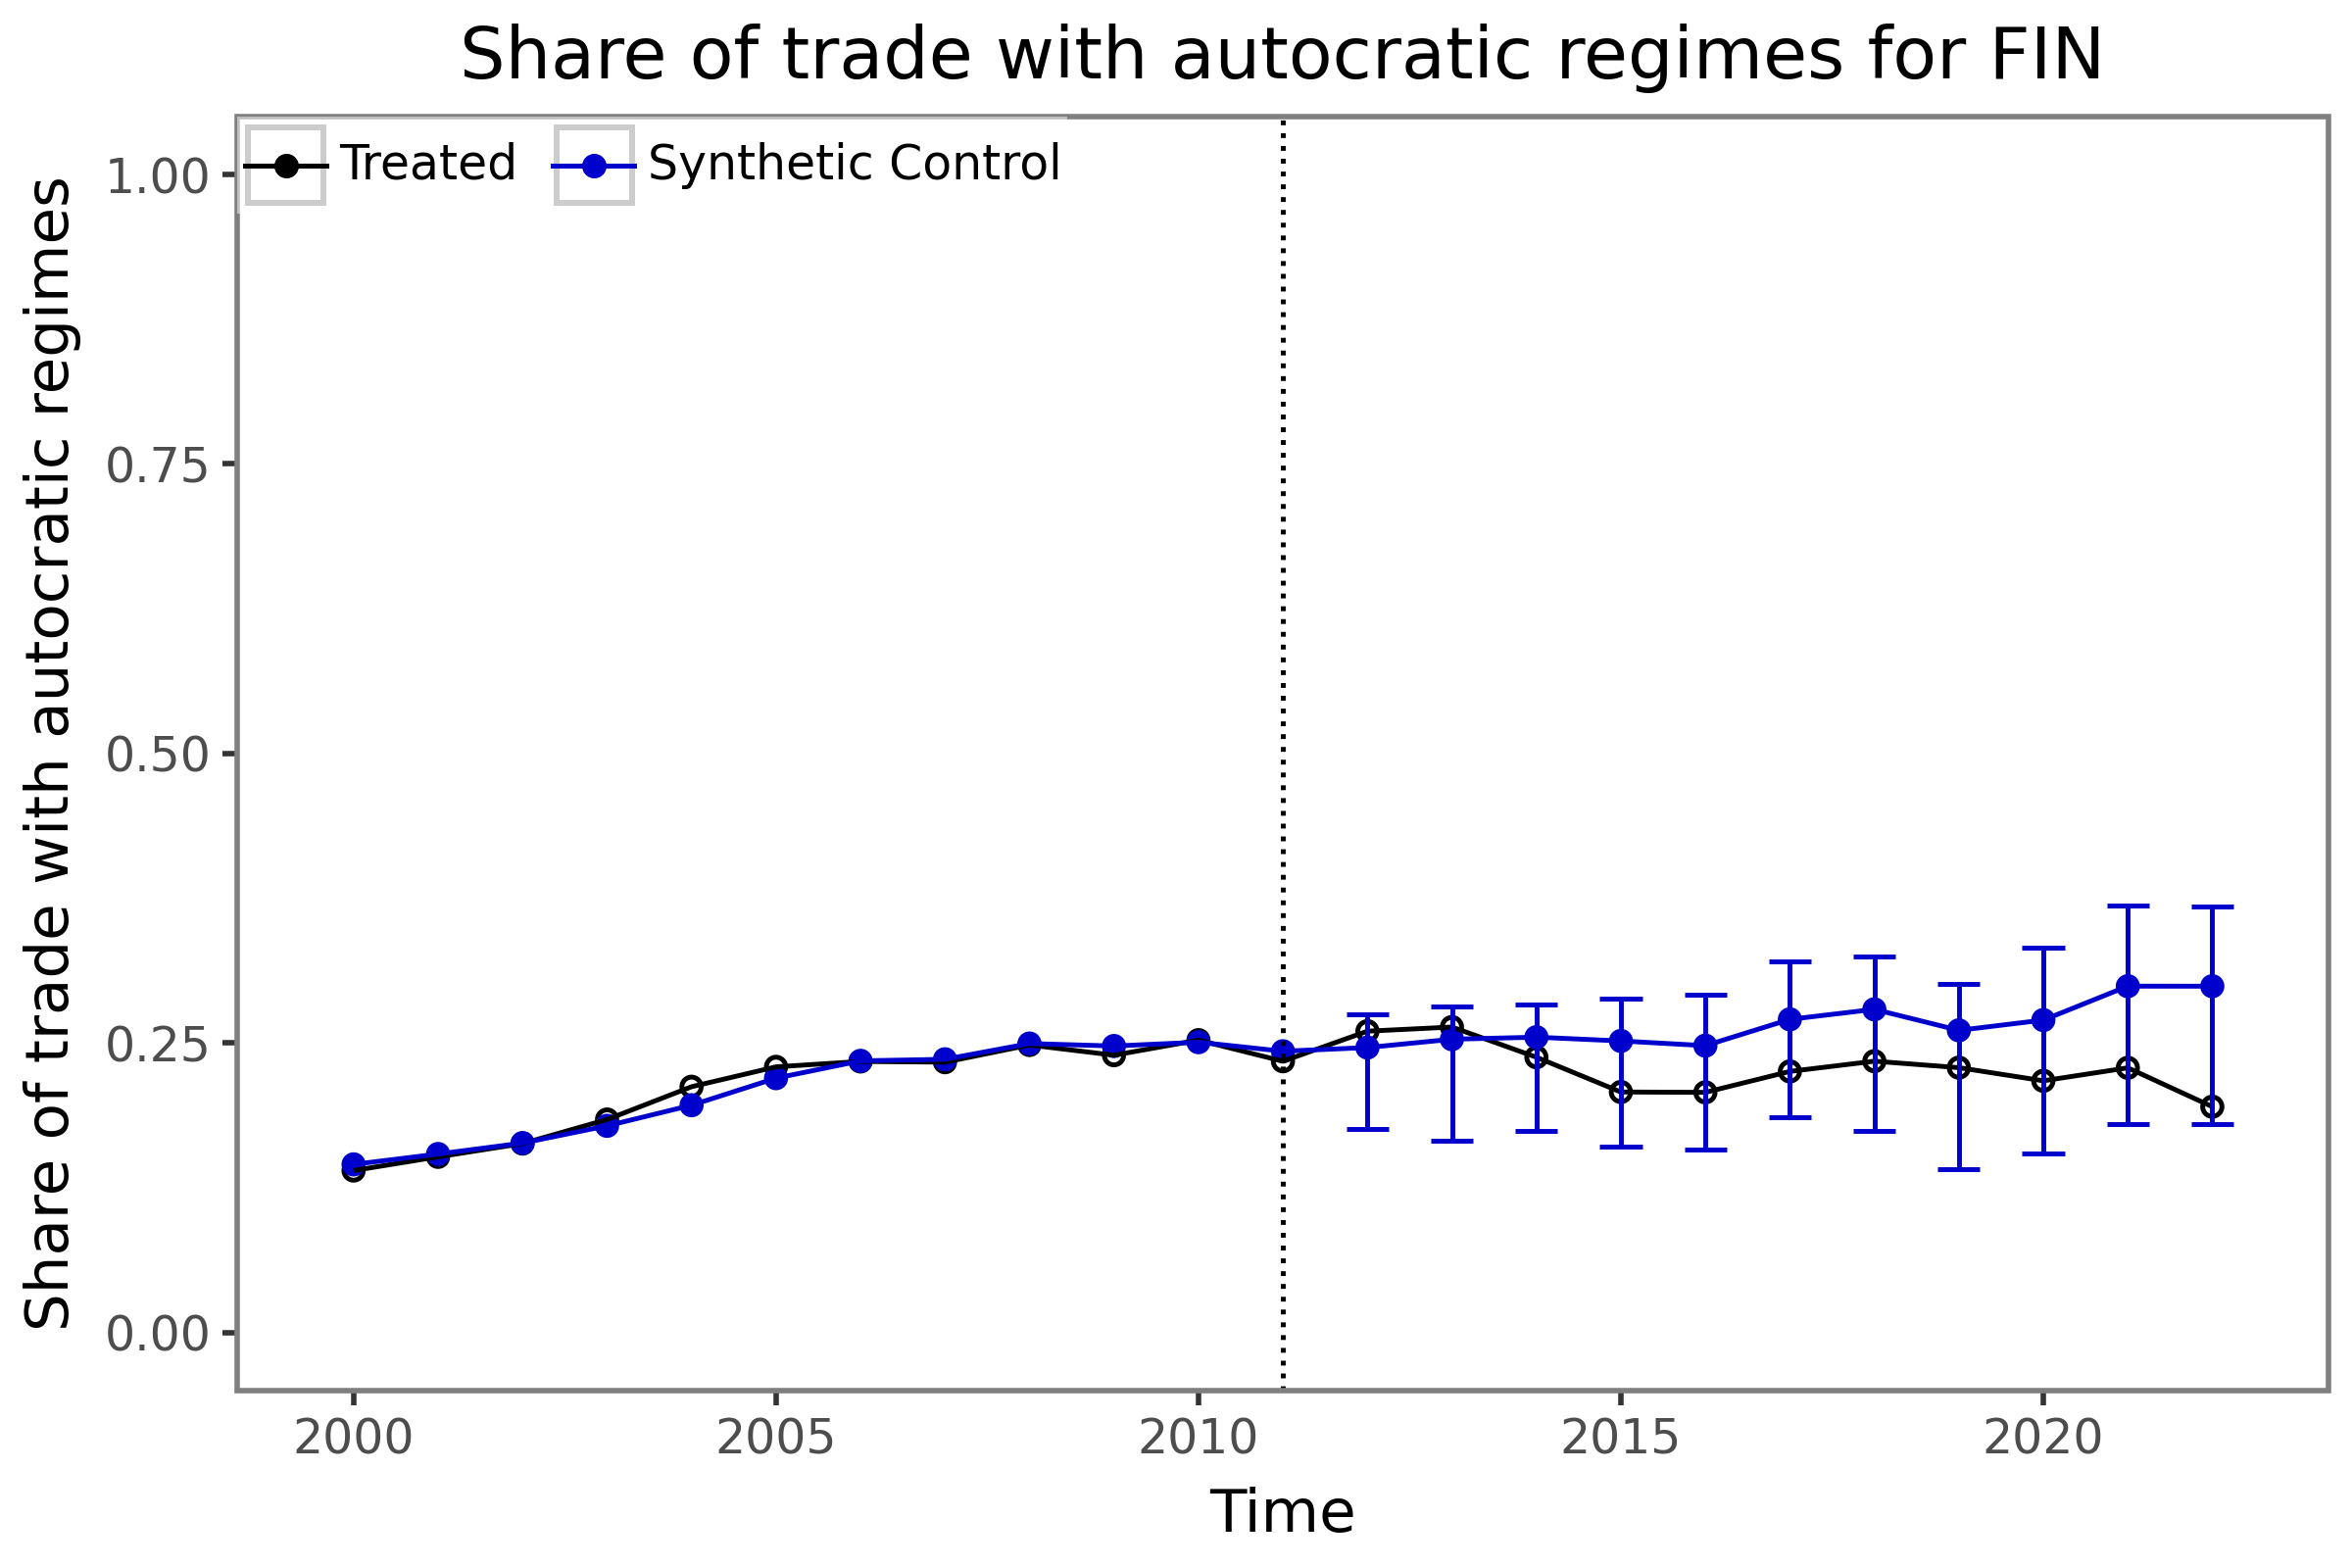 Share of trade with autocratic regimes for FIN
Treated
Synthetic Control
Share of trade with autocratic regimes
1.00
0.75
0.50
0.25
0.00
2000
2005
2010
2015
2020
Time